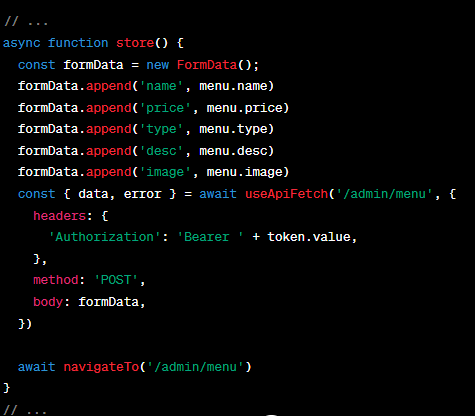 // ...
async function store() {
  const formData = new FormData();
  formData.append('name', menu.name)
  formData.append('price', menu.price)
  formData.append('type', menu.type)
  formData.append('desc', menu.desc)
  formData.append('image', menu.image)
  const { data, error } = await useApiFetch('/admin/menu', {
    headers: {
      'Authorization': 'Bearer ' + token.value,
    },
    method: 'POST',
    body: formData,
  })

  await navigateTo('/admin/menu')
}
// ...